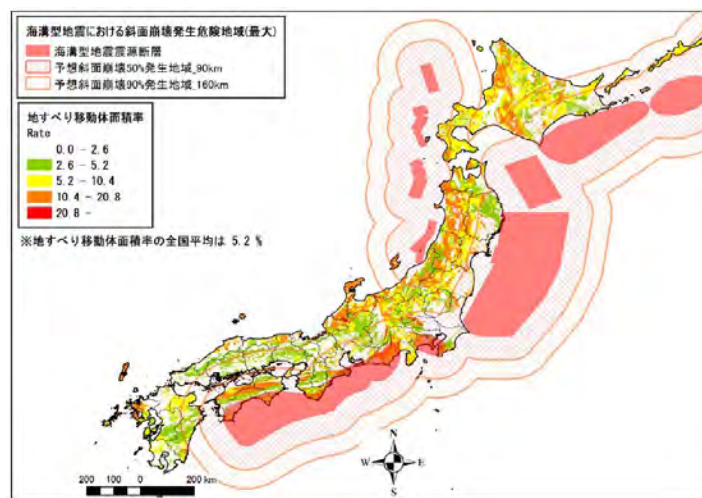 海溝型地震における斜面崩壊発生危険地域(最大)
海溝型地震震源断層
予想斜面崩壊50%発生地域_90km
予想斜面崩壊90%発生地域_160km
地すべり移動体面積率
Rate
0.0 - 2.6
2.6 - 5.2
5.2 - 10.4
10.4 - 20.8
20.8 -
※地すべり移動体面積率の全国平均は 5.2 %
N
W E
S
200 100 0 200 km